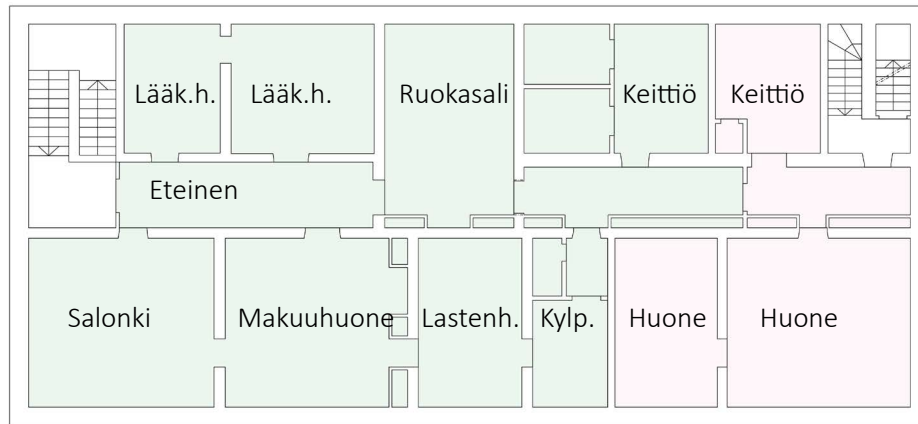 Lääk.h.
Lääk.h.
Ruokasali
Keittiö
Keittiö
Eteinen
Salonki
Makuuhuone
Lastenh.
Kylp.
Huone
Huone